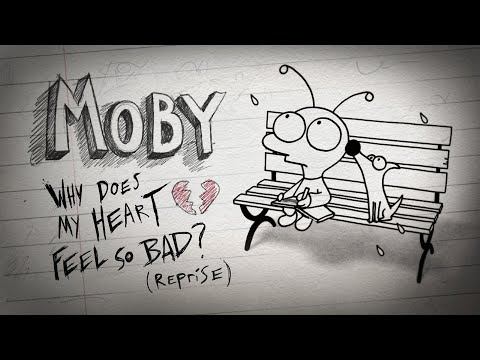 MOBY
WHY DOES
MY HEART
FEEL SO BAD?
(REPRISE)